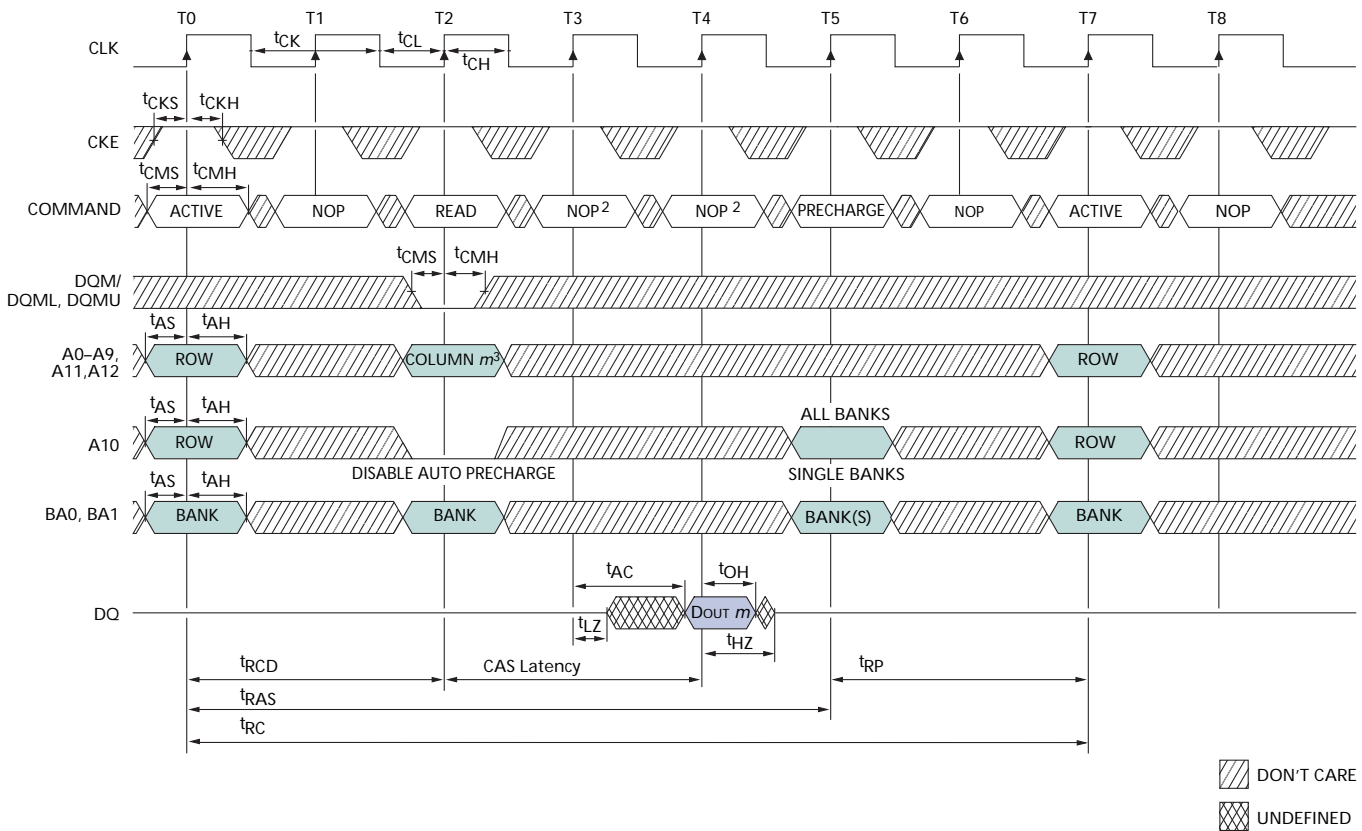 T0 T1 T2 T3 T4 T5 T6 T7 T8
CLK
tCK tCL
tCH
tCKS tCKH
CKE
tCMS tCMH
COMMAND ACTIVE NOP READ NOP 2 NOP 2 PRECHARGE NOP ACTIVE NOP
tCMS tCMH
DQM/
DQML, DQMU
tAS tAH
A0–A9,
A11,A12
ROW COLUMN m3 ROW
tAS tAH ALL BANKS
A10 ROW ROW
DISABLE AUTO PRECHARGE SINGLE BANKS
tAS tAH
BA0, BA1 BANK BANK BANK(S) BANK
tAC tOH
DQ DOUT m
tLZ tHZ
tRCD CAS Latency tRP
tRAS
tRC
DON'T CARE
UNDEFINED